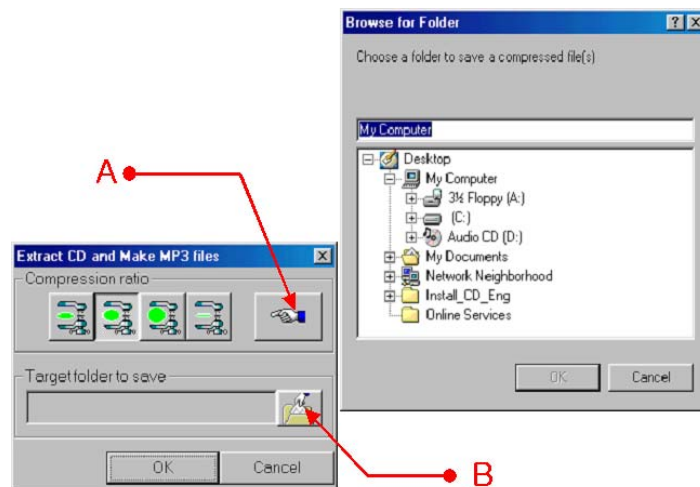 Browse for Folder
Choose a folder to save a compressed file(s)
My Computer
Desktop
My Computer
3½ Floppy (A:)
(C:)
Audio CD (D:)
My Documents
Network Neighborhood
Install_CD_Eng
Online Services
OK
Cancel
A
Extract CD and Make MP3 files
Compression ratio
Target folder to save
OK
Cancel
B